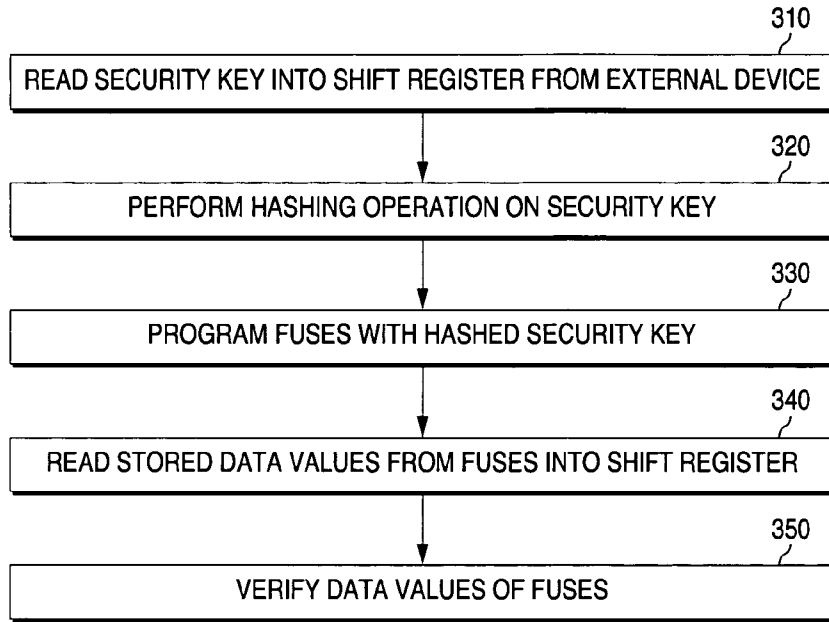 310
READ SECURITY KEY INTO SHIFT REGISTER FROM EXTERNAL DEVICE
320
PERFORM HASHING OPERATION ON SECURITY KEY
330
PROGRAM FUSES WITH HASHED SECURITY KEY
340
READ STORED DATA VALUES FROM FUSES INTO SHIFT REGISTER
350
VERIFY DATA VALUES OF FUSES